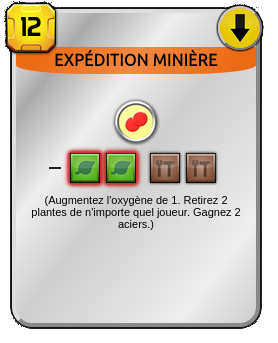 12
EXPÉDITION MINIÈRE
–
(Augmentez l'oxygène de 1. Retirez 2
plantes de n'importe quel joueur. Gagnez 2
aciers.)